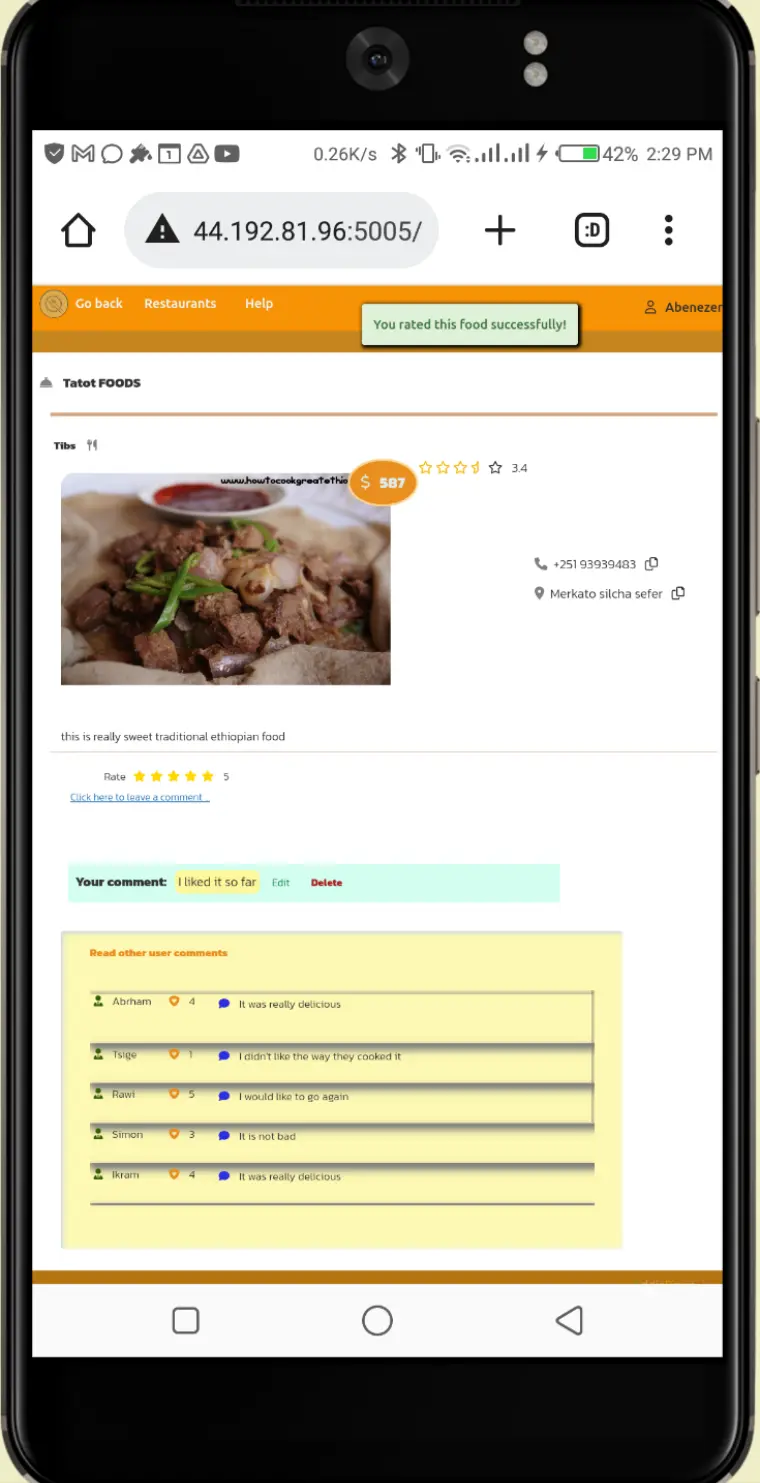 0.26K/s 42% 2:29 PM
1
44.192.81.96:5005/ :D
Go back Restaurants Help Abenezer
You rated this food successfully!
Tatot FOODS
Tibs
3.4
www.howtocookgreatethio
$ 587
+251 93939483
Merkato silcha sefer
this is really sweet traditional ethiopian food
Rate 5
Click here to leave a comment ...
Your comment: I liked it so far Edit Delete
Read other user comments
Abrham 4 It was really delicious
Tsige 1 I didn't like the way they cooked it
Rawi 5 I would like to go again
Simon 3 It is not bad
Ikram 4 It was really delicious